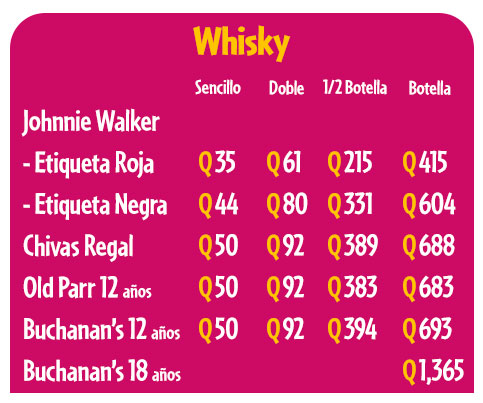 Whisky
Sencillo Doble 1/2 Botella Botella
Johnnie Walker
- Etiqueta Roja Q35 Q61 Q215 Q415
- Etiqueta Negra Q44 Q80 Q331 Q604
Chivas Regal Q50 Q92 Q389 Q688
Old Parr 12 años Q50 Q92 Q383 Q683
Buchanan's 12 años Q50 Q92 Q394 Q693
Buchanan's 18 años Q1,365